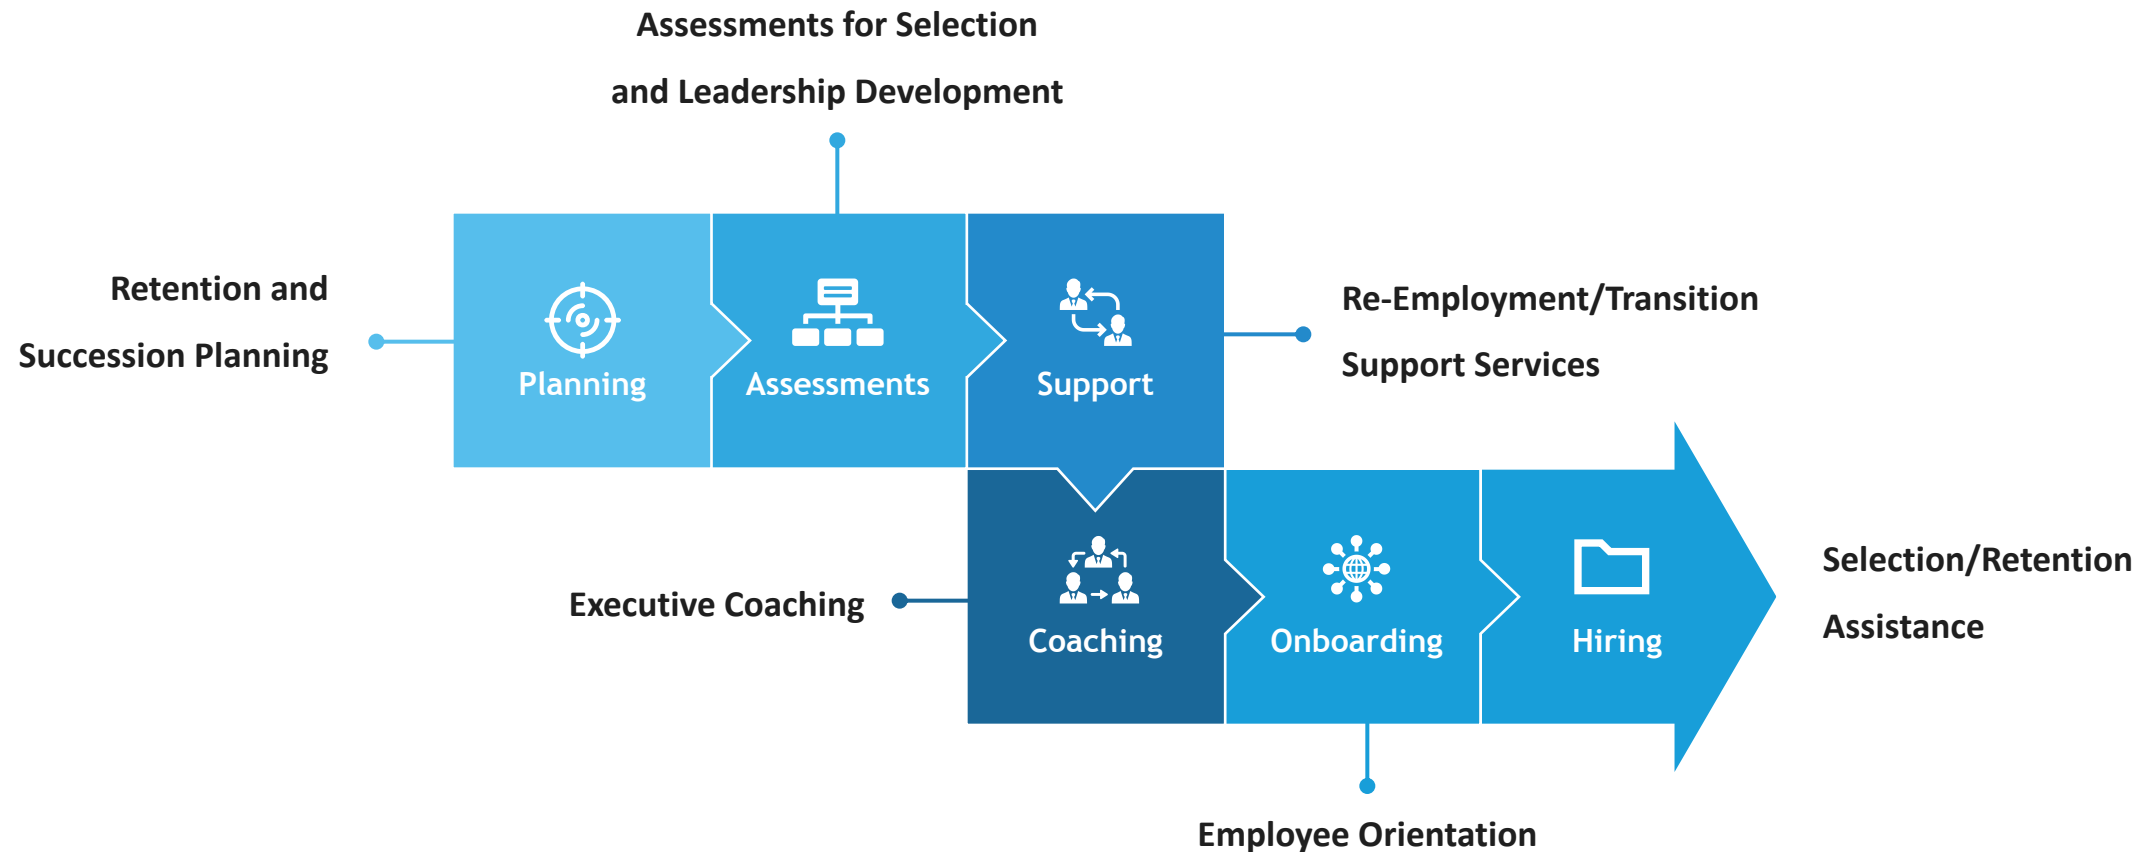 Assessments for Selection
and Leadership Development
Retention and
Succession Planning
Planning
Assessments
Support
Re-Employment/Transition
Support Services
Executive Coaching
Coaching
Onboarding
Hiring
Selection/Retention
Assistance
Employee Orientation